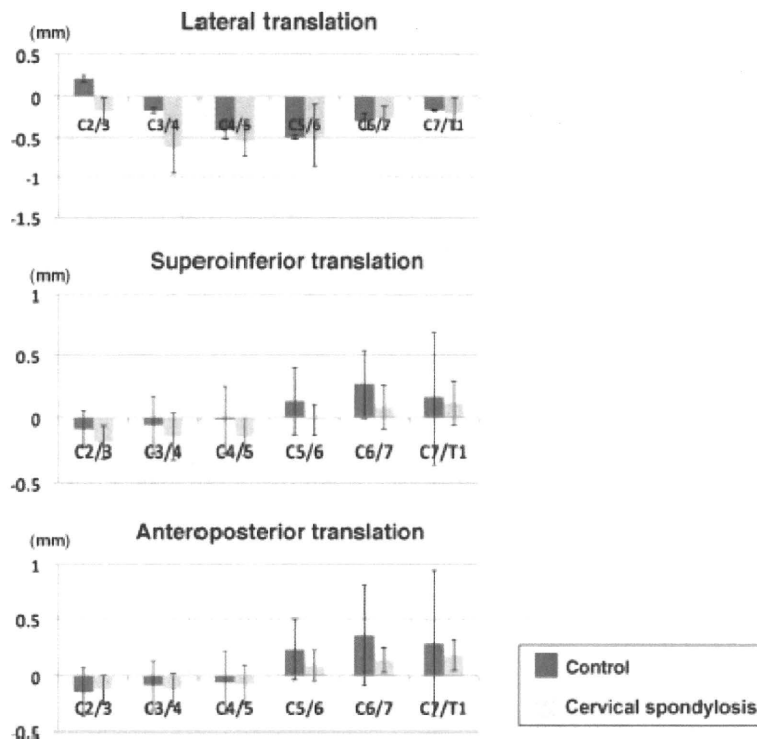 Lateral translation
(mm)
0.5
0
C2/3 C3/4 C4/5 C5/6 C6/7 C7/T1
-0.5
-1
-1.5
Superoinferior translation
(mm)
1
0.5
0
C2/3 C3/4 C4/5 C5/6 C6/7 C7/T1
-0.5
Anteroposterior translation
(mm)
1
0.5
0
C2/3 C3/4 C4/5 C5/6 C6/7 C7/T1
-0.5
Control
Cervical spondylosis